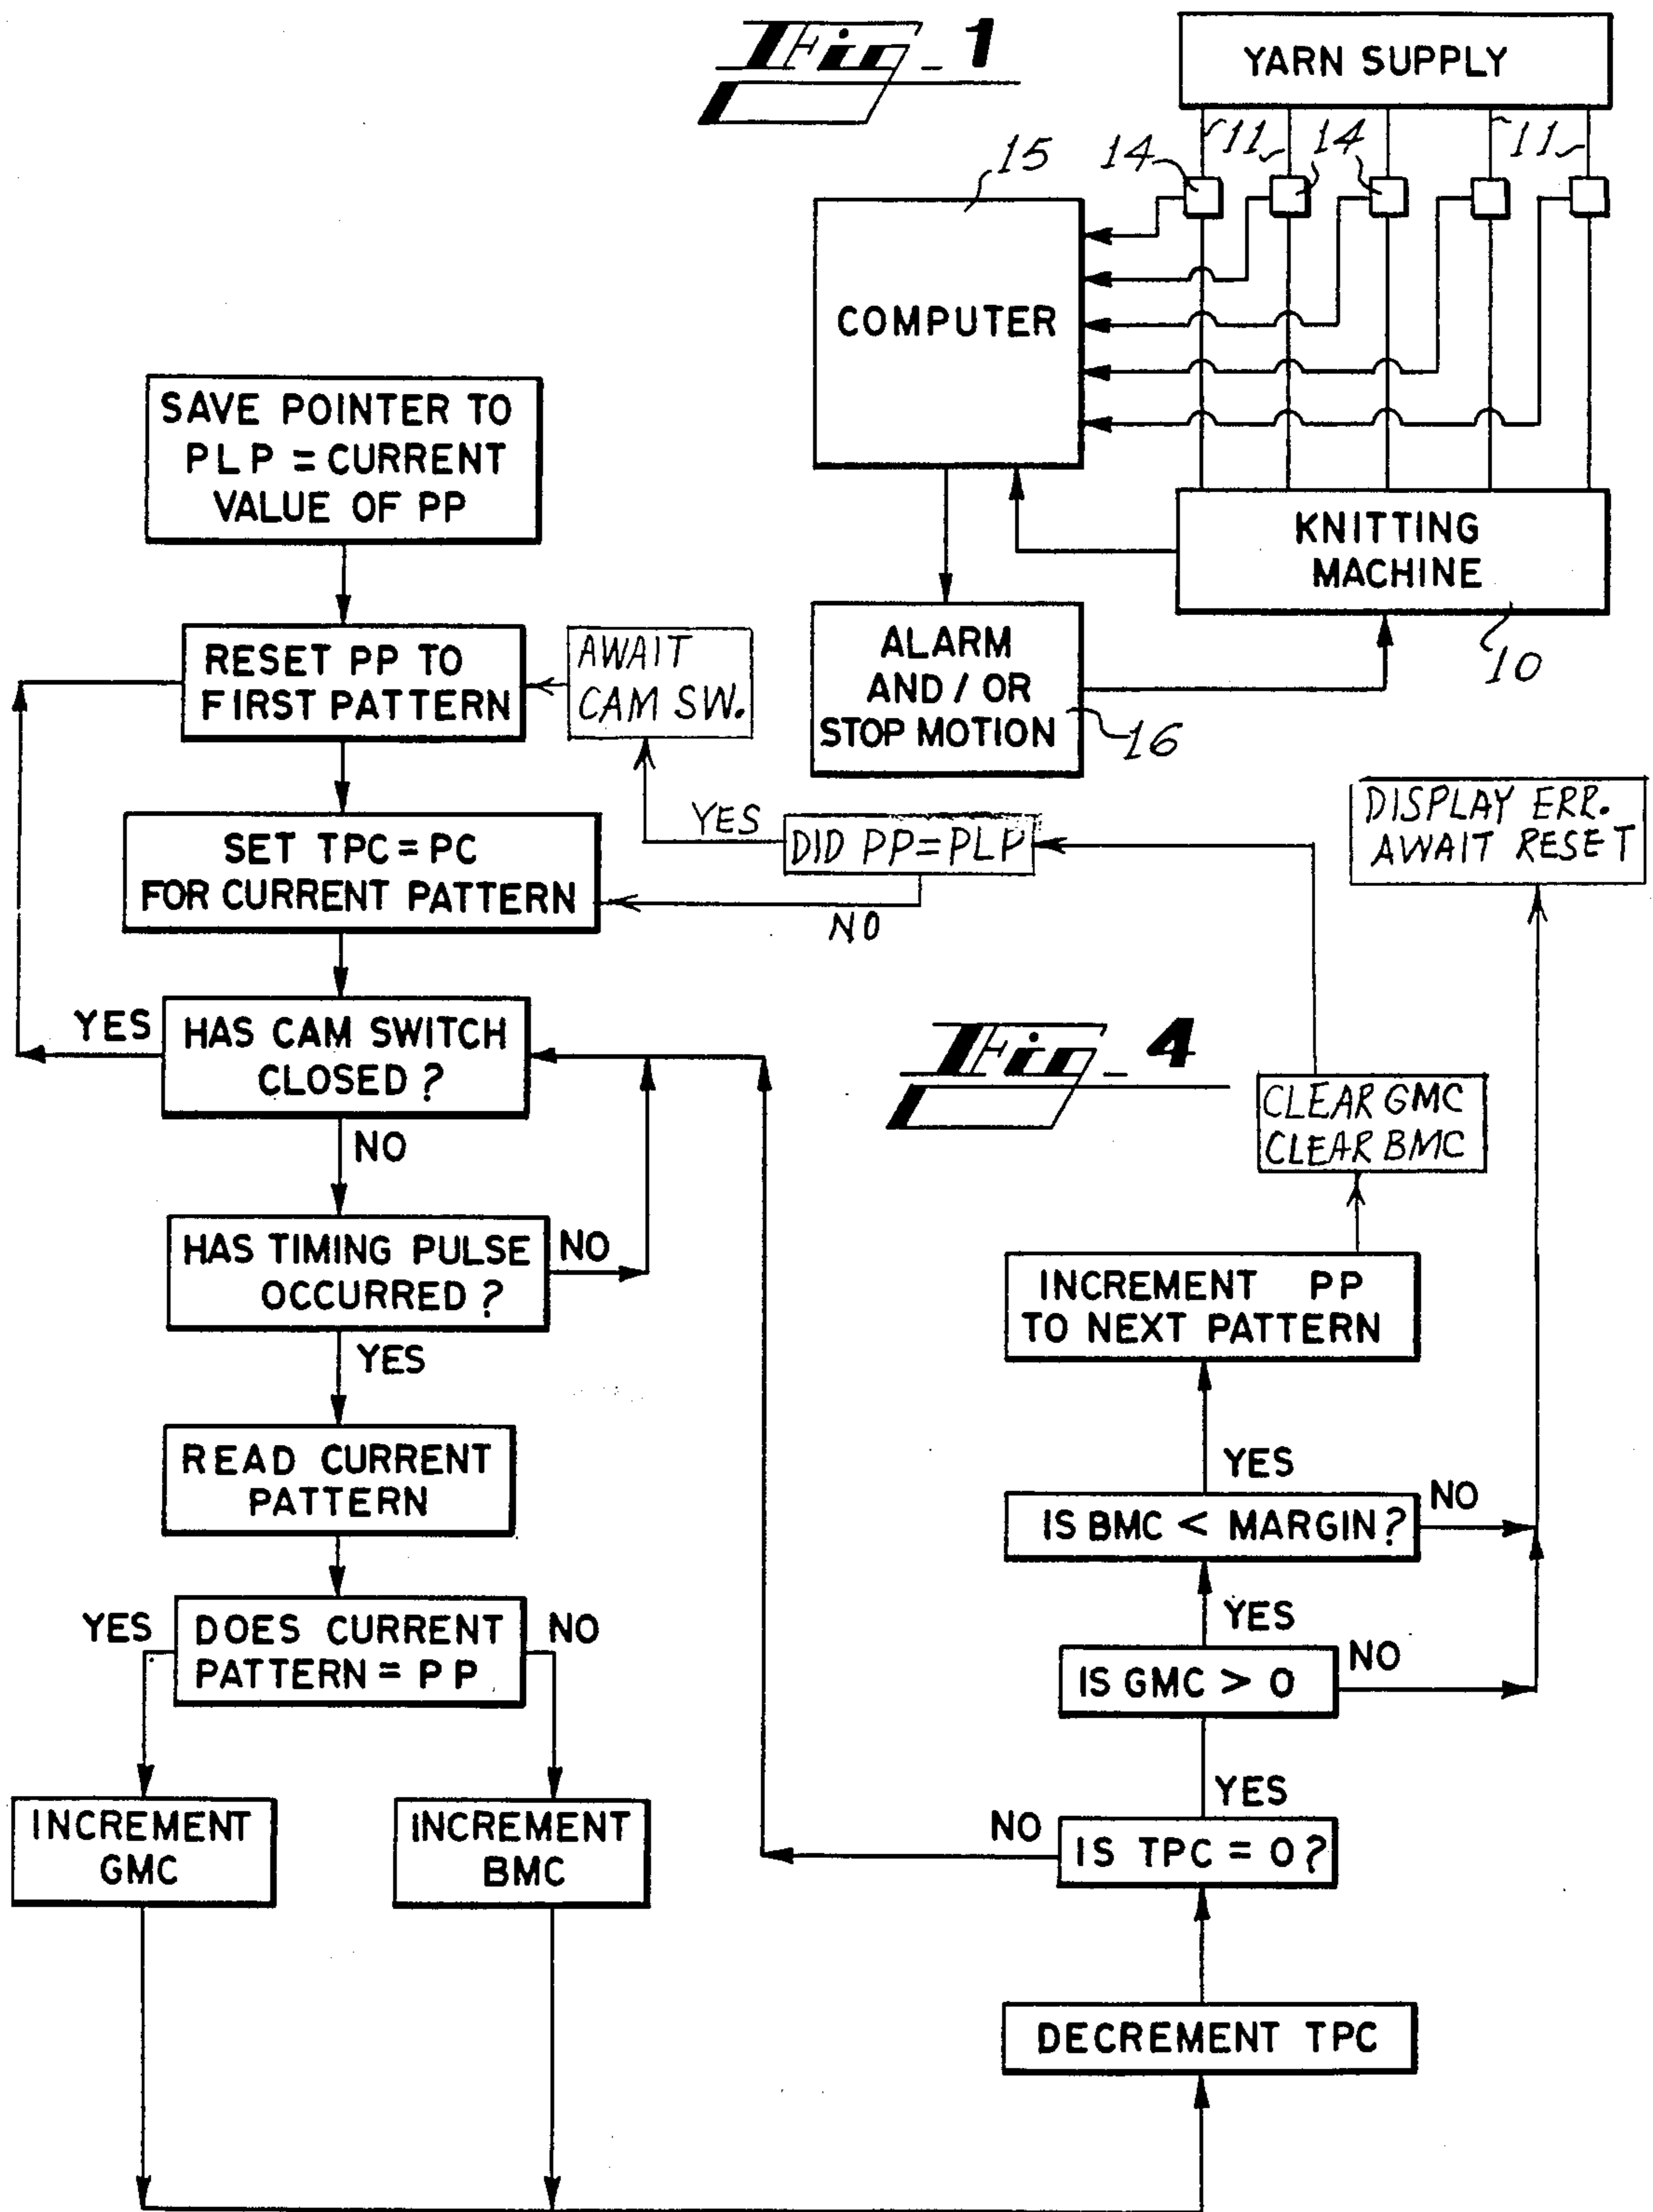 Fig_1
YARN SUPPLY
11
11
14
11
14
14
15
COMPUTER
KNITTING
MACHINE
10
ALARM
AND / OR
STOP MOTION
16
SAVE POINTER TO
PLP = CURRENT
VALUE OF PP
RESET PP TO
FIRST PATTERN
AWAIT
CAM SW.
SET TPC = PC
FOR CURRENT PATTERN
YES
DID PP=PLP
NO
DISPLAY ERR.
AWAIT RESET
YES
HAS CAM SWITCH
CLOSED ?
NO
Fig_4
CLEAR GMC
CLEAR BMC
HAS TIMING PULSE
OCCURRED ?
NO
YES
INCREMENT PP
TO NEXT PATTERN
READ CURRENT
PATTERN
YES
IS BMC < MARGIN?
NO
YES
DOES CURRENT
PATTERN = PP
NO
YES
IS GMC > 0
NO
YES
INCREMENT
GMC
INCREMENT
BMC
NO
IS TPC = 0?
DECREMENT TPC